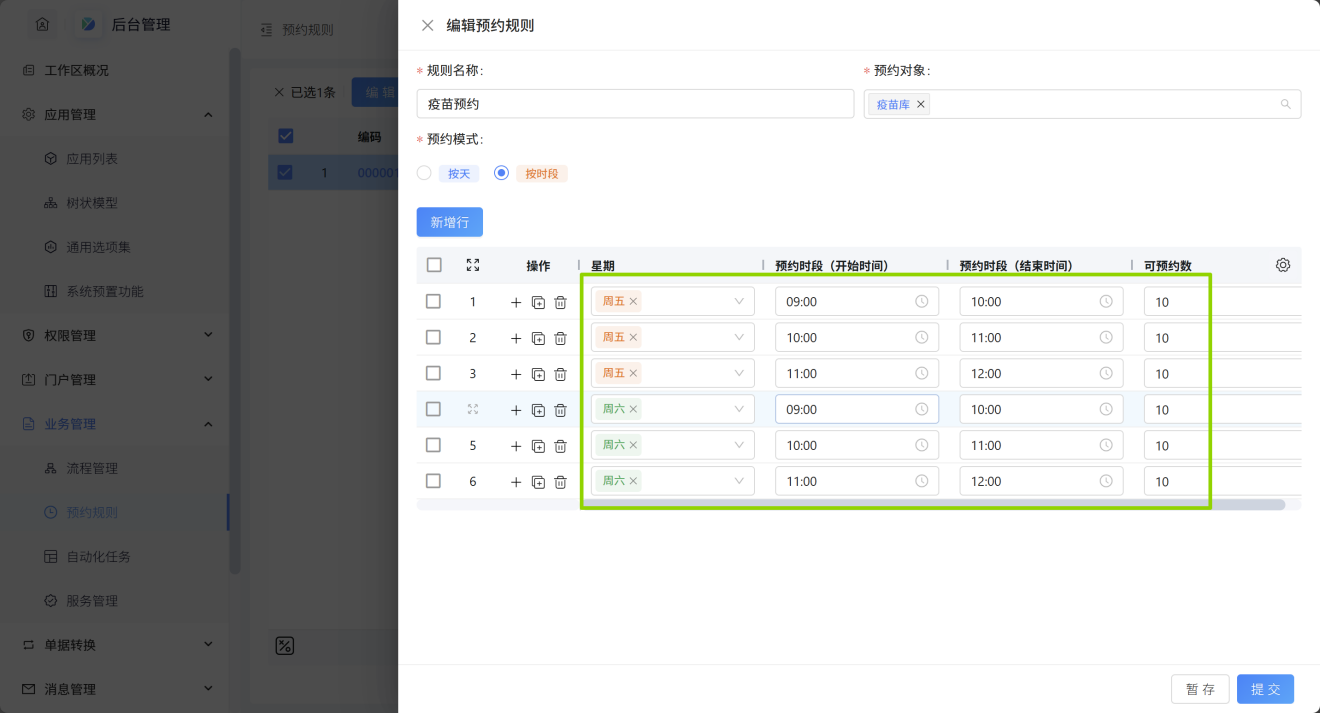 后台管理
工作区概况
应用管理
应用列表
树状模型
通用选项集
系统预置功能
权限管理
门户管理
业务管理
流程管理
预约规则
自动化任务
服务管理
单据转换
消息管理
预约规则
已选1条 编 辑
编码
1 000001
编辑预约规则
* 规则名称: * 预约对象:
疫苗预约 疫苗库
* 预约模式:
按天 按时段
新增行
操作 星期 预约时段（开始时间） 预约时段（结束时间） 可预约数
1 周五 09:00 10:00 10
2 周五 10:00 11:00 10
3 周五 11:00 12:00 10
周六 09:00 10:00 10
5 周六 10:00 11:00 10
6 周六 11:00 12:00 10
暂 存 提 交